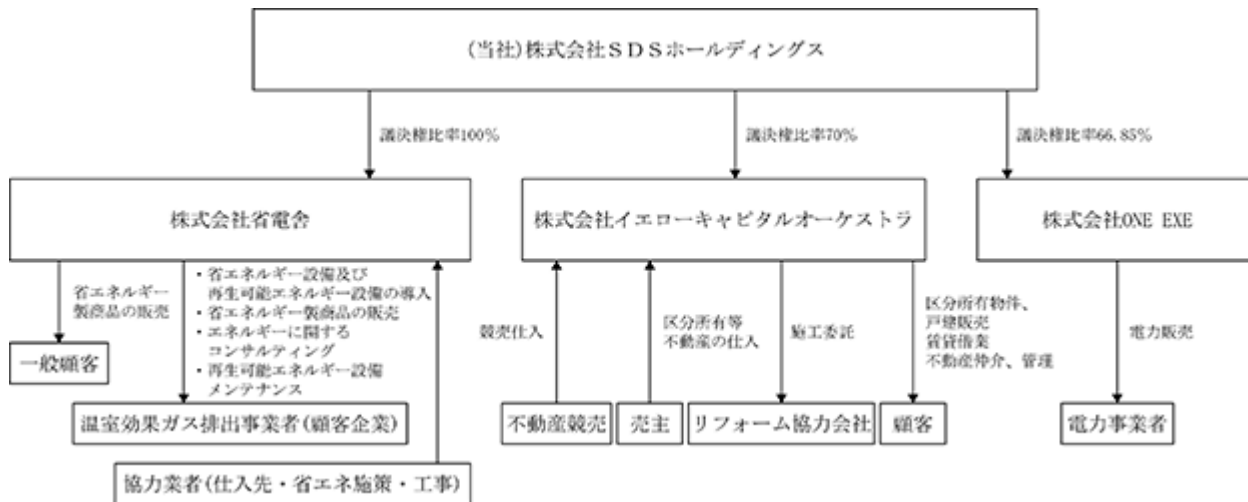 (当社)株式会社SDSホールディングス
議決権比率100%
議決権比率70%
議決権比率66.85%
株式会社省電舎
株式会社イエローキャピタルオーケストラ
株式会社ONE EXE
省エネルギー
製商品の販売
・省エネルギー設備及び
再生可能エネルギー設備の導入
・省エネルギー製商品の販売
・エネルギーに関する
コンサルティング
・再生可能エネルギー設備
メンテナンス
競売仕入
区分所有等
不動産の仕入
施工委託
区分所有物件、
戸建販売
賃貸借業
不動産仲介、管理
電力販売
一般顧客
温室効果ガス排出事業者(顧客企業)
不動産競売
売主
リフォーム協力会社
顧客
電力事業者
協力業者(仕入先・省エネ施策・工事)